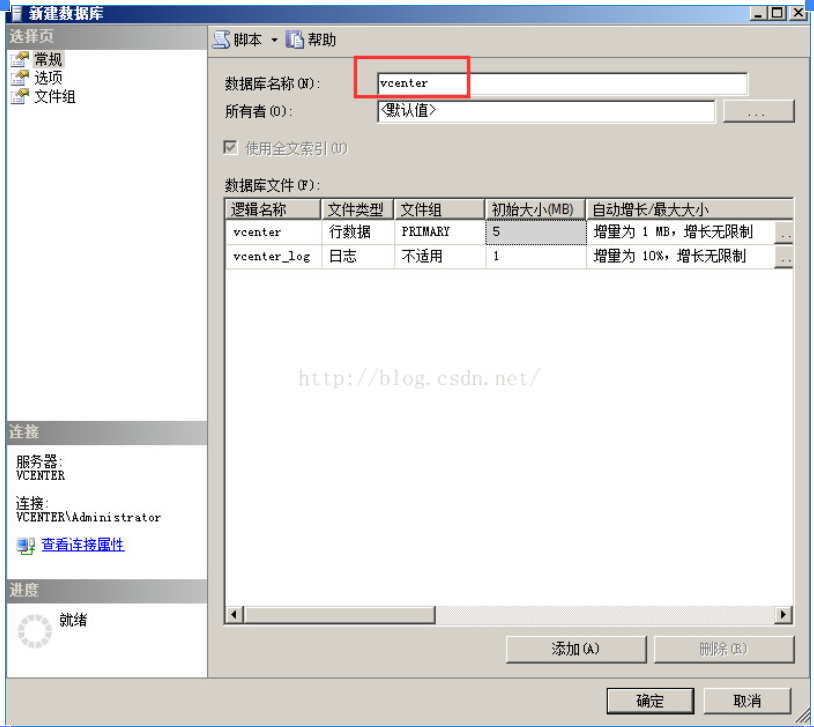 新建数据库
选择页
常规
选项
文件组
脚本 帮助
数据库名称(N): vcenter
所有者(O): <默认值> ...
使用全文索引(U)
数据库文件(F):
逻辑名称 文件类型 文件组 初始大小(MB) 自动增长/最大大小
vcenter 行数据 PRIMARY 5 增量为 1 MB，增长无限制 ..
vcenter_log 日志 不适用 1 增量为 10%，增长无限制 ..
http://blog.csdn.net/
连接
服务器:
VCENTER
连接:
VCENTER\Administrator
查看连接属性
进度
就绪
添加(A) 删除(R)
确定 取消